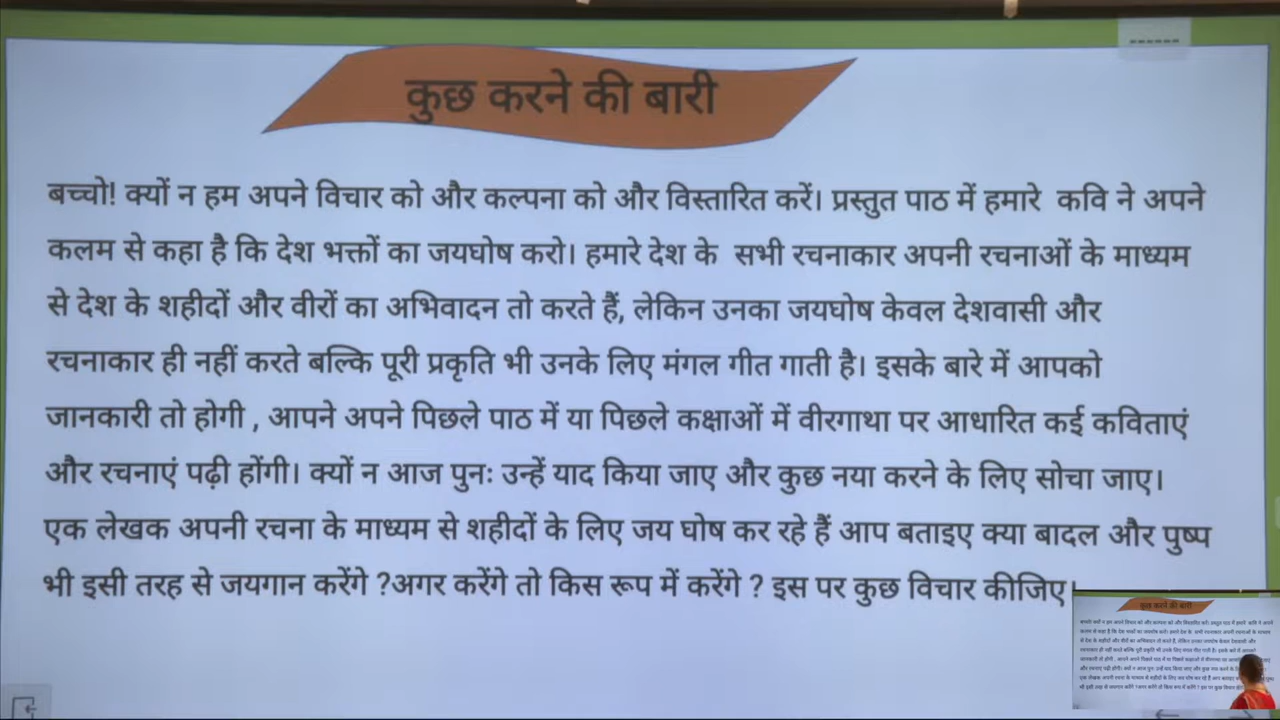 कुछ करने की बारी
बच्चो! क्यों न हम अपने विचार को और कल्पना को और विस्तारित करें। प्रस्तुत पाठ में हमारे कवि ने अपने
कलम से कहा है कि देश भक्तों का जयघोष करो। हमारे देश के सभी रचनाकार अपनी रचनाओं के माध्यम
से देश के शहीदों और वीरों का अभिवादन तो करते हैं, लेकिन उनका जयघोष केवल देशवासी और
रचनाकार ही नहीं करते बल्कि पूरी प्रकृति भी उनके लिए मंगल गीत गाती है। इसके बारे में आपको
जानकारी तो होगी , आपने अपने पिछले पाठ में या पिछले कक्षाओं में वीरगाथा पर आधारित कई कविताएं
और रचनाएं पढ़ी होंगी। क्यों न आज पुनः उन्हें याद किया जाए और कुछ नया करने के लिए सोचा जाए।
एक लेखक अपनी रचना के माध्यम से शहीदों के लिए जय घोष कर रहे हैं आप बताइए क्या बादल और पुष्प
भी इसी तरह से जयगान करेंगे ?अगर करेंगे तो किस रूप में करेंगे ? इस पर कुछ विचार कीजिए।
कुछ करने की बारी